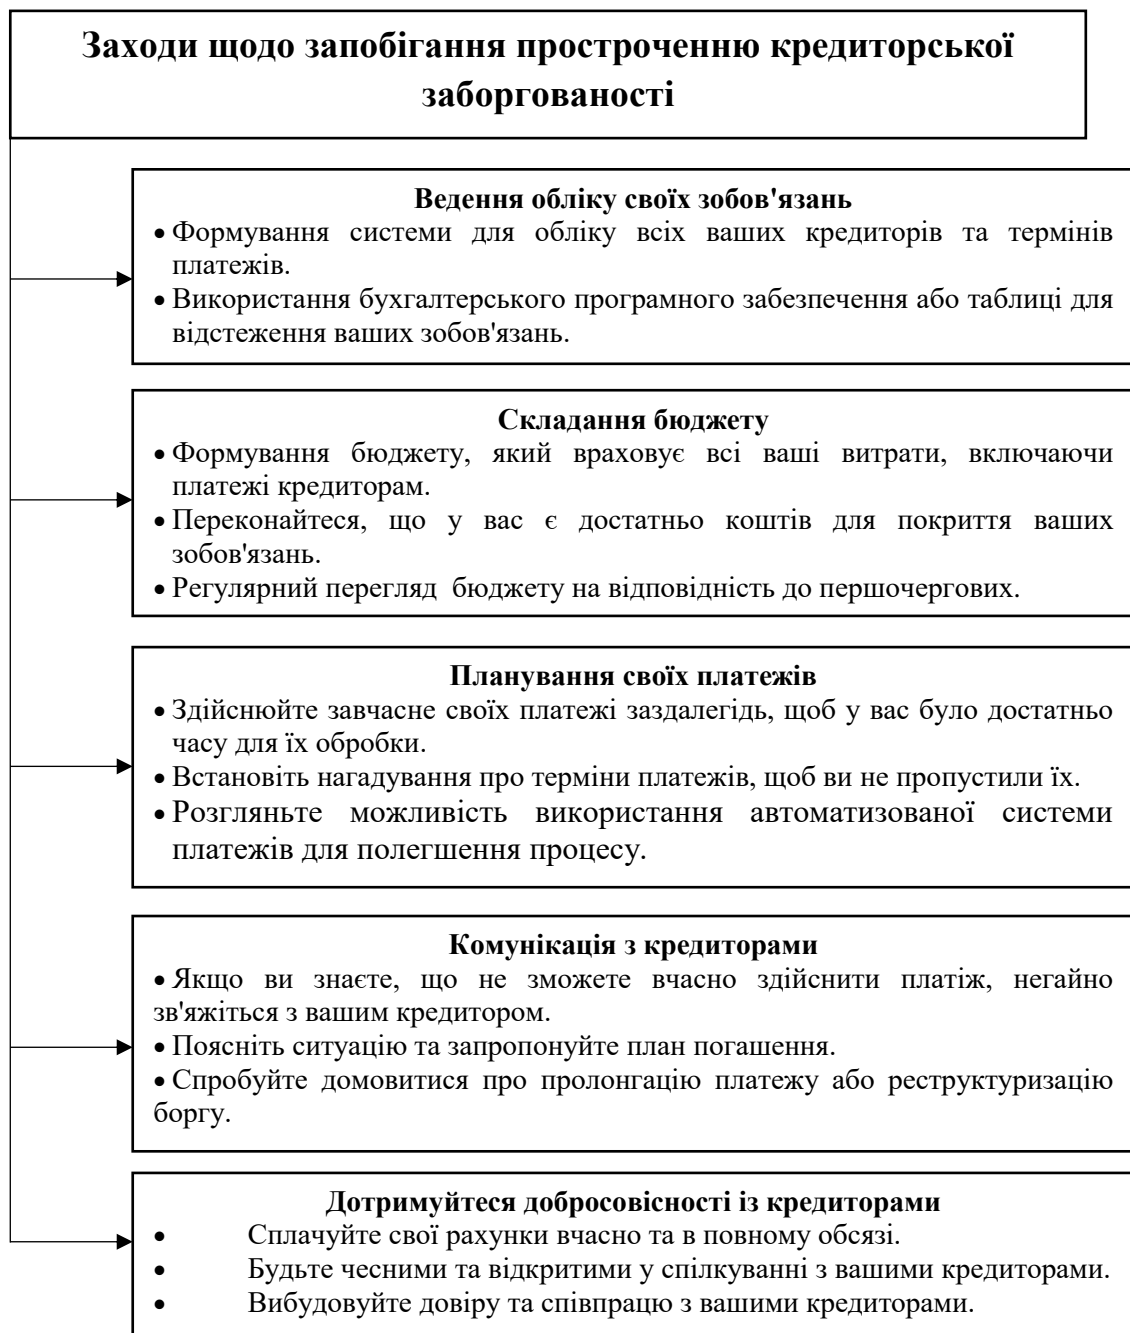 Заходи щодо запобігання простроченню кредиторської
заборгованості
Ведення обліку своїх зобов'язань
• Формування системи для обліку всіх ваших кредиторів та термінів
платежів.
• Використання бухгалтерського програмного забезпечення або таблиці для
відстеження ваших зобов'язань.
Складання бюджету
• Формування бюджету, який враховує всі ваші витрати, включаючи
платежі кредиторам.
• Переконайтеся, що у вас є достатньо коштів для покриття ваших
зобов'язань.
• Регулярний перегляд бюджету на відповідність до першочергових.
Планування своїх платежів
• Здійснюйте завчасне своїх платежі заздалегідь, щоб у вас було достатньо
часу для їх обробки.
• Встановіть нагадування про терміни платежів, щоб ви не пропустили їх.
• Розгляньте можливість використання автоматизованої системи
платежів для полегшення процесу.
Комунікація з кредиторами
• Якщо ви знаєте, що не зможете вчасно здійснити платіж, негайно
зв'яжіться з вашим кредитором.
• Поясніть ситуацію та запропонуйте план погашення.
• Спробуйте домовитися про пролонгацію платежу або реструктуризацію
боргу.
Дотримуйтеся добросовісності із кредиторами
• Сплачуйте свої рахунки вчасно та в повному обсязі.
• Будьте чесними та відкритими у спілкуванні з вашими кредиторами.
• Вибудовуйте довіру та співпрацю з вашими кредиторами.